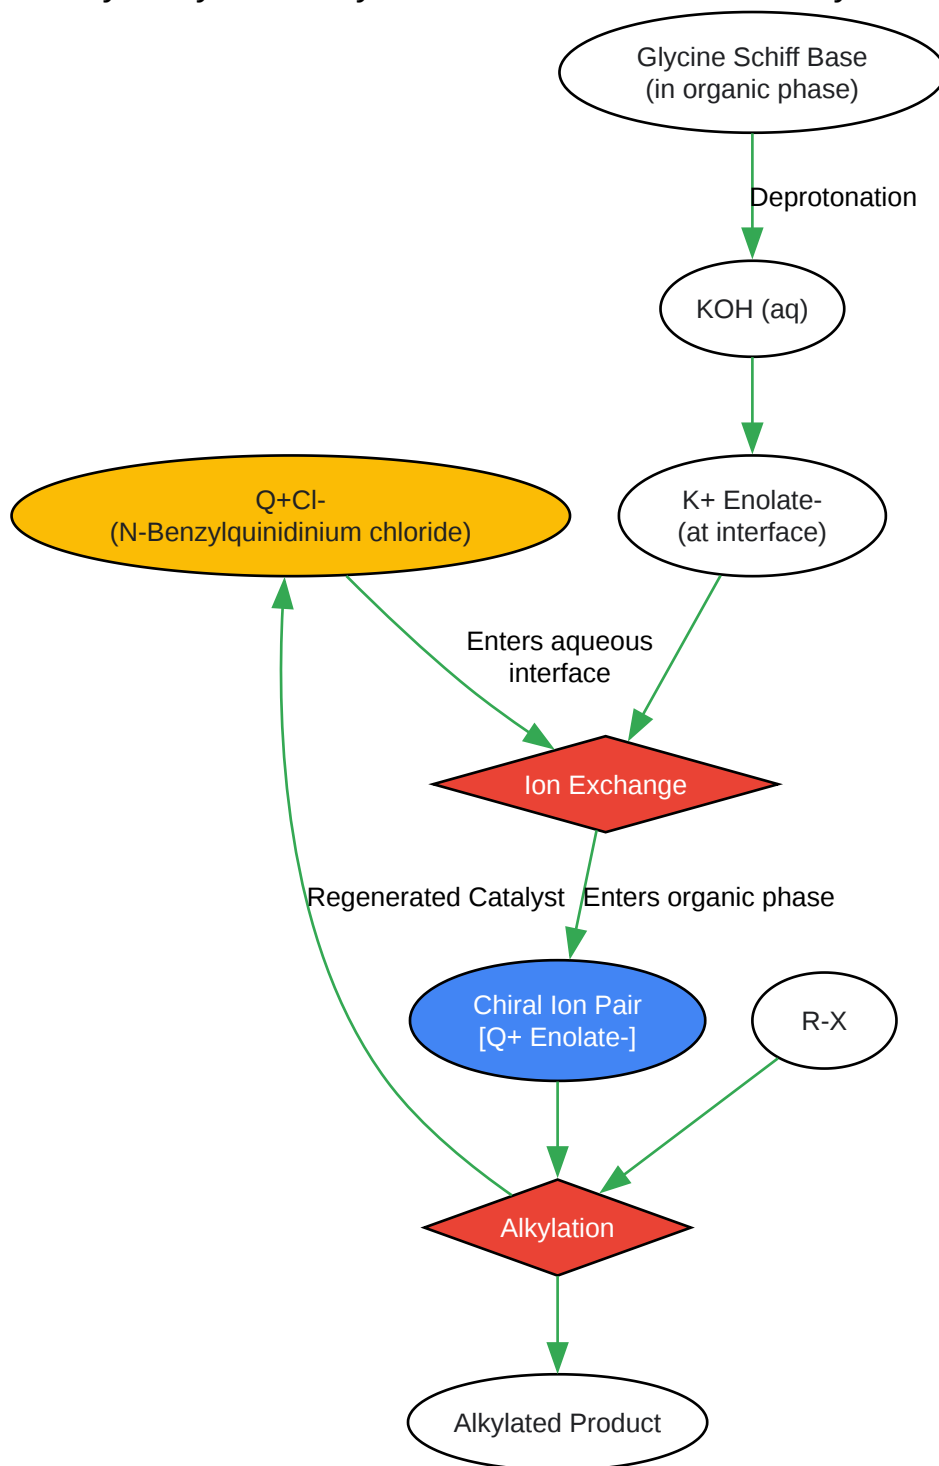 Glycine Schiff Base
(in organic phase)
Deprotonation
KOH (aq)
Q+Cl-
(N-Benzylquinidinium chloride)
K+ Enolate-
(at interface)
Enters aqueous
interface
Ion Exchange
Regenerated Catalyst
Enters organic phase
Chiral Ion Pair
[Q+ Enolate-]
R-X
Alkylation
Alkylated Product